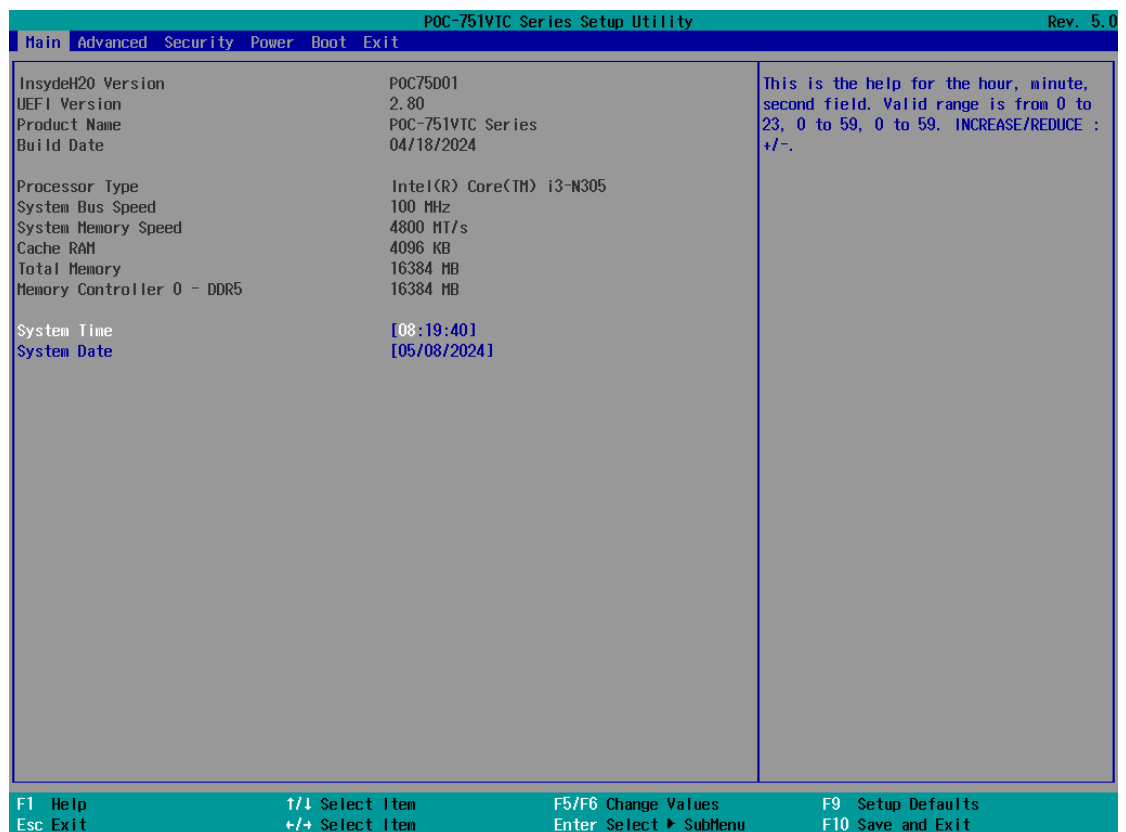 POC-751VTC Series Setup Utility Rev. 5.0
Main Advanced Security Power Boot Exit
InsydeH2O Version POC75D01
UEFI Version 2.80
Product Name POC-751VTC Series
Build Date 04/18/2024
Processor Type Intel(R) Core(TM) i3-N305
System Bus Speed 100 MHz
System Memory Speed 4800 MT/s
Cache RAM 4096 KB
Total Memory 16384 MB
Memory Controller 0 - DDR5 16384 MB
System Time [08:19:40]
System Date [05/08/2024]
This is the help for the hour, minute,
second field. Valid range is from 0 to
23, 0 to 59, 0 to 59. INCREASE/REDUCE :
+/-.
F1 Help ↑/↓ Select Item F5/F6 Change Values F9 Setup Defaults
Esc Exit ←/→ Select Item Enter Select ▶ SubMenu F10 Save and Exit